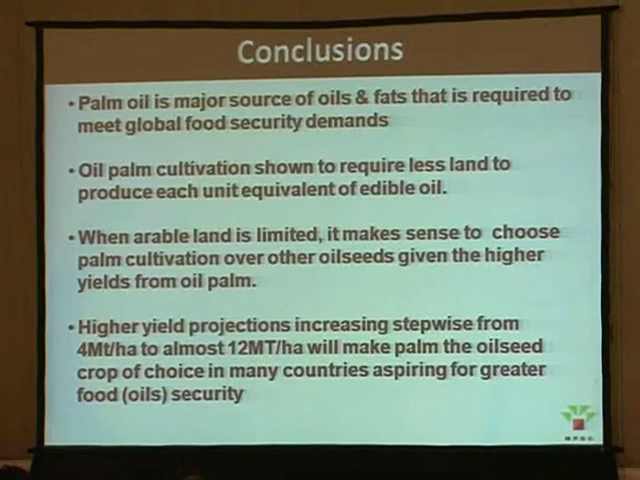 Conclusions
• Palm oil is major source of oils & fats that is required to
meet global food security demands
• Oil palm cultivation shown to require less land to
produce each unit equivalent of edible oil.
• When arable land is limited, it makes sense to choose
palm cultivation over other oilseeds given the higher
yields from oil palm.
• Higher yield projections increasing stepwise from
4Mt/ha to almost 12MT/ha will make palm the oilseed
crop of choice in many countries aspiring for greater
food (oils) security